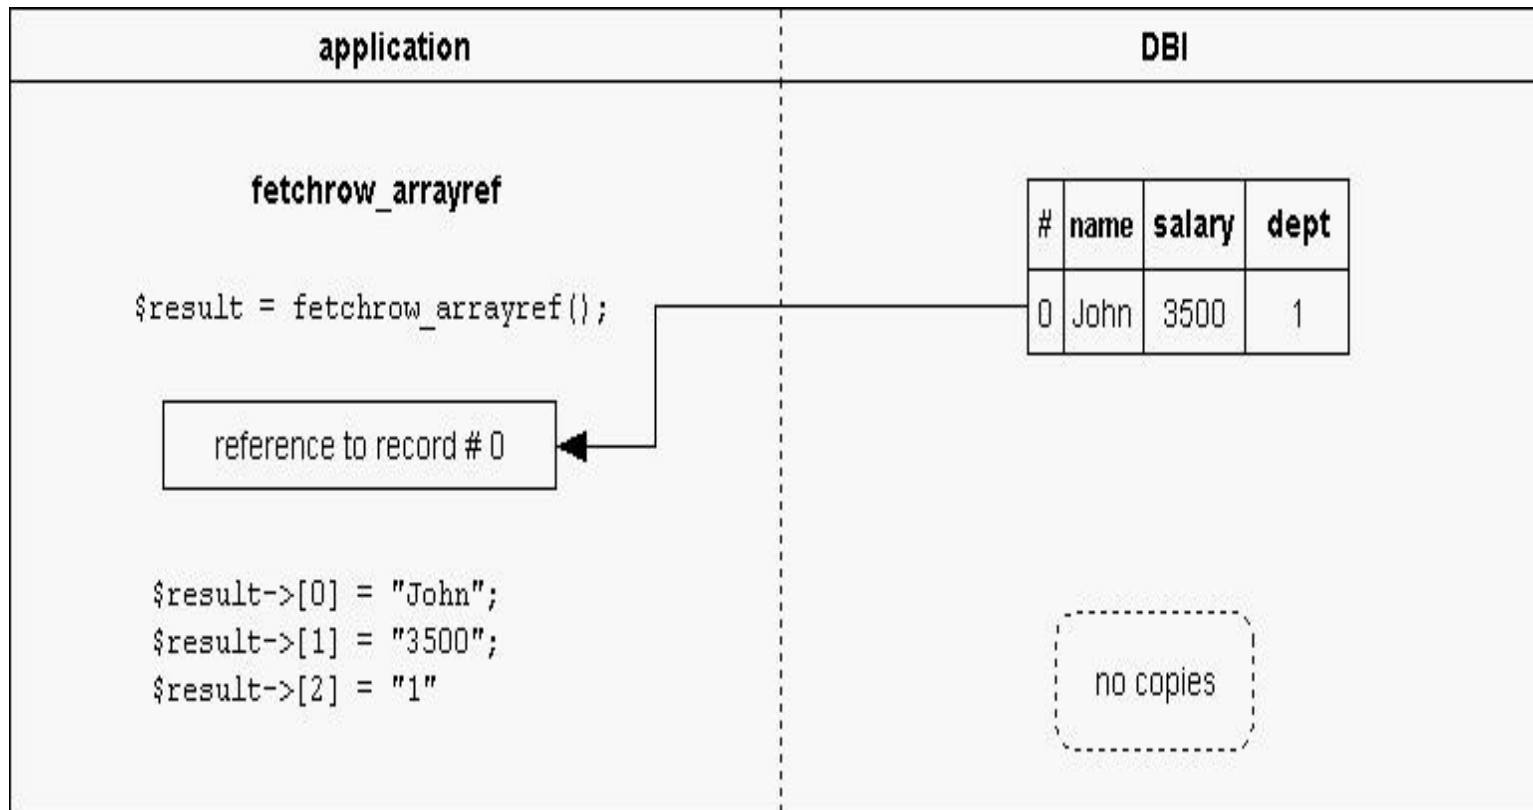 application
DBI
fetchrow_arrayref
$result = fetchrow_arrayref();
reference to record # 0
$result->[0] = "John";
$result->[1] = "3500";
$result->[2] = "1"
# name salary dept
0 John 3500 1
no copies